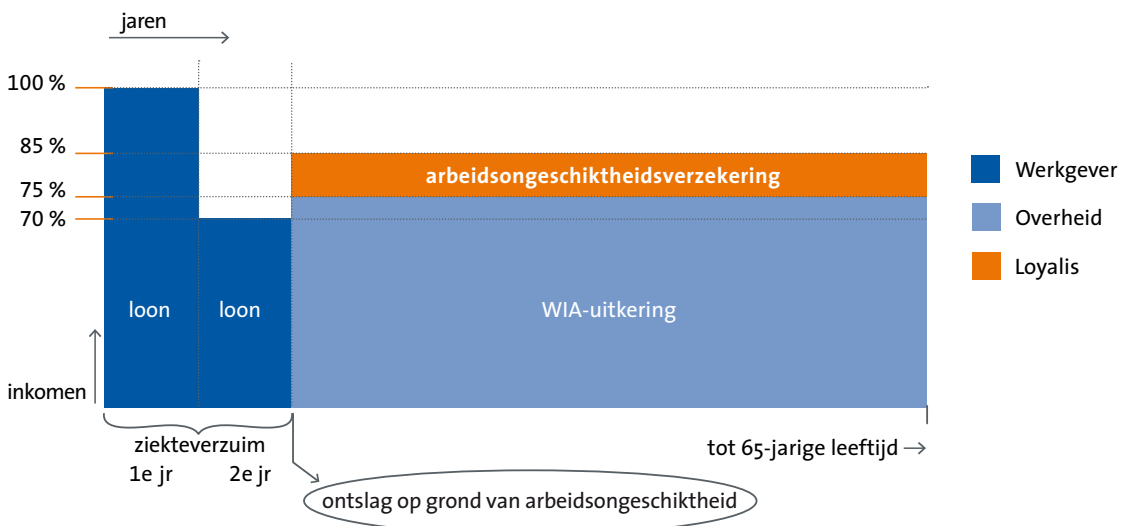 jaren
100 %
85 %
75 %
70 %
arbeidsongeschiktheidsverzekering
loon
loon
WIA-uitkering
inkomen
ziekteverzuim
1e jr 2e jr
tot 65-jarige leeftijd
ontslag op grond van arbeidsongeschiktheid
Werkgever
Overheid
Loyalis